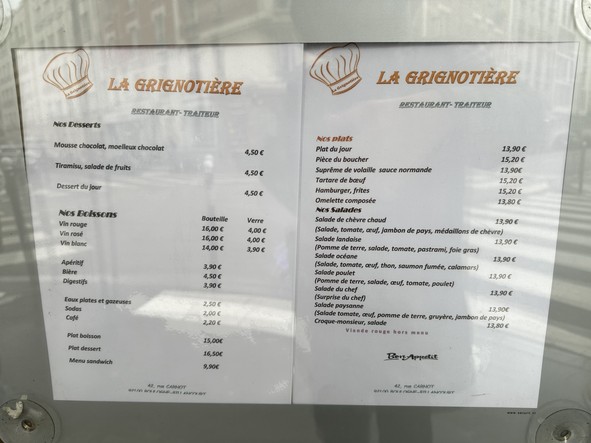 LA GRIGNOTIÈRE
RESTAURANT- TRAITEUR
Nos Desserts
Mousse chocolat, moelleux chocolat 4,50 €
Tiramisu, salade de fruits 4,50 €
Dessert du jour 4,50 €
Nos Boissons Bouteille Verre
Vin rouge 16,00 € 4,00 €
Vin rosé 16,00 € 4,00 €
Vin blanc 14,00 € 3,90 €
Apéritif 3,90 €
Bière 4,50 €
Digestifs 3,90 €
Eaux plates et gazeuses 2,50 €
Sodas 2,00 €
Café 2,20 €
Plat boisson 15,00€
Plat dessert 16,50€
Menu sandwich 9,90€
42, rue CARNOT
LA GRIGNOTIÈRE
RESTAURANT- TRAITEUR
Nos plats
Plat du jour 13,90 €
Pièce du boucher 15,20 €
Suprême de volaille sauce normande 13,90€
Tartare de bœuf 15,20 €
Hamburger, frites 15,20 €
Omelette composée 13,80 €
Nos Salades
Salade de chèvre chaud 13,90 €
(Salade, tomate, œuf, jambon de pays, médaillons de chèvre)
Salade landaise 13,90 €
(Pomme de terre, salade, tomate, pastrami, foie gras)
Salade océane 13,90 €
(Salade, tomate, œuf, thon, saumon fumée, calamars)
Salade poulet 13,90 €
(Pomme de terre, salade, œuf, tomate, poulet)
Salade du chef 13,90 €
(Surprise du chef)
Salade paysanne 13,90€
(Salade tomate, œuf, pomme de terre, gruyère, jambon de pays)
Croque-monsieur, salade 13,80 €
Viande rouge hors menu
Bon Appetit
42, rue CARNOT